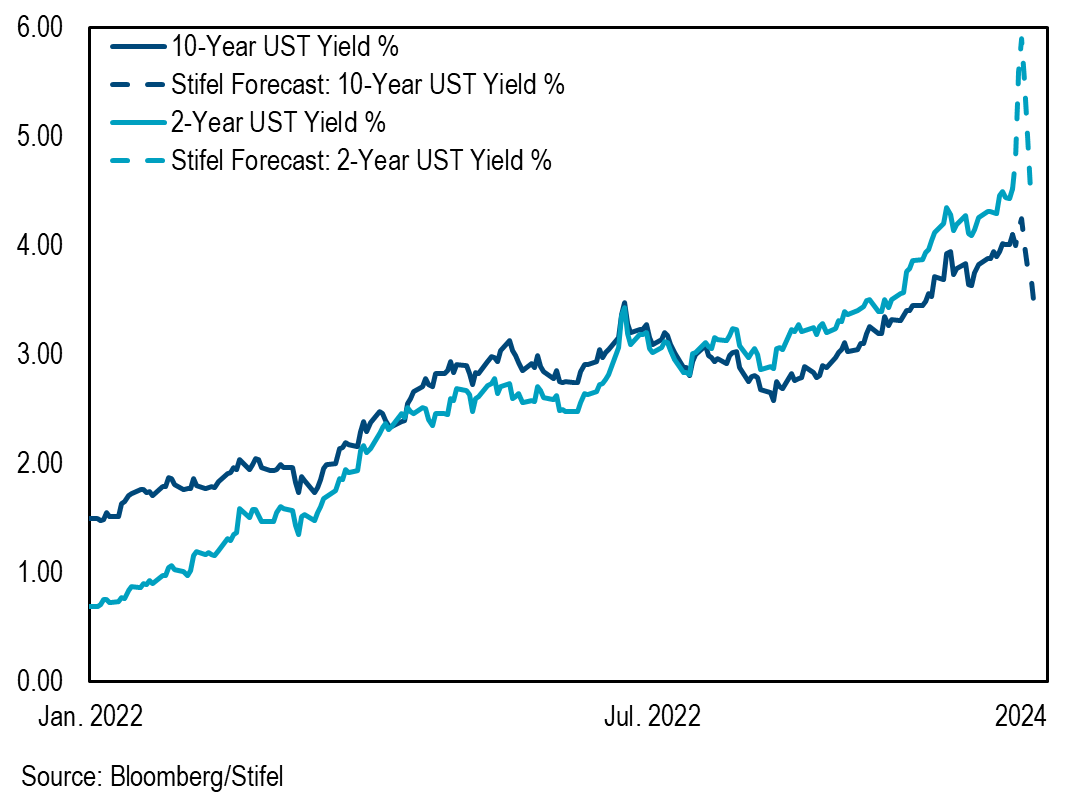 6.00
10-Year UST Yield %
Stifel Forecast: 10-Year UST Yield %
5.00
2-Year UST Yield %
Stifel Forecast: 2-Year UST Yield %
4.00
3.00
2.00
1.00
0.00
Jan. 2022 Jul. 2022 2024
Source: Bloomberg/Stifel